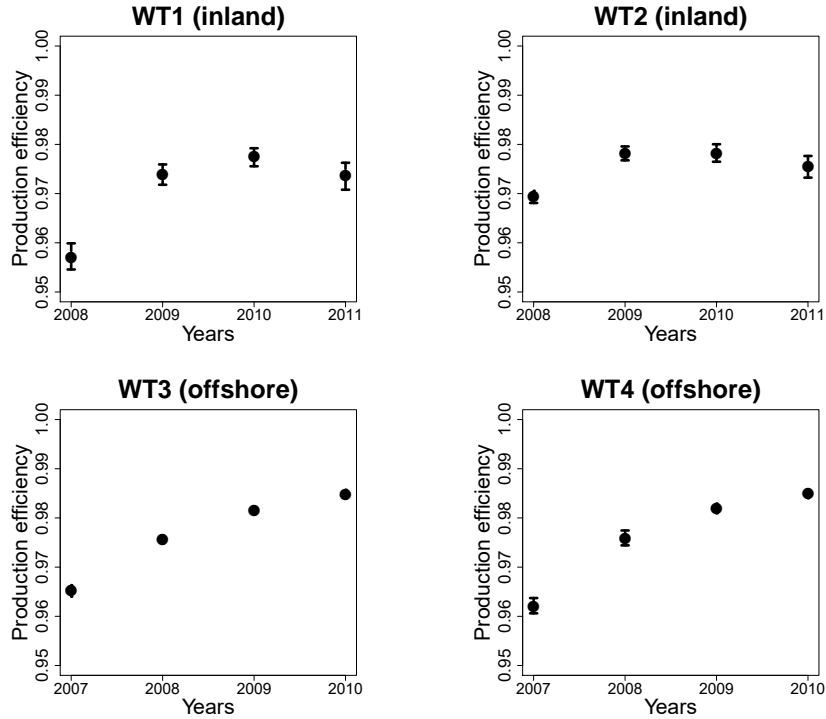 WT1 (inland)
Production efficiency
1.00
0.99
0.98
0.97
0.96
0.95
2008 2009 2010 2011
Years
WT2 (inland)
Production efficiency
1.00
0.99
0.98
0.97
0.96
0.95
2008 2009 2010 2011
Years
WT3 (offshore)
Production efficiency
1.00
0.99
0.98
0.97
0.96
0.95
2007 2008 2009 2010
Years
WT4 (offshore)
Production efficiency
1.00
0.99
0.98
0.97
0.96
0.95
2007 2008 2009 2010
Years